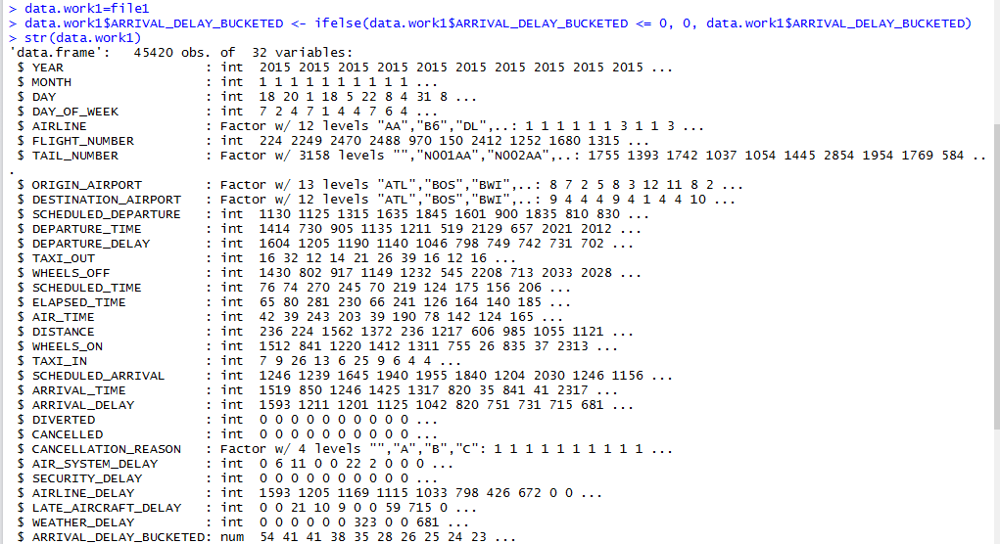 > data.work1=file1
> data.work1$ARRIVAL_DELAY_BUCKETED <- ifelse(data.work1$ARRIVAL_DELAY_BUCKETED <= 0, 0, data.work1$ARRIVAL_DELAY_BUCKETED)
> str(data.work1)
'data.frame':   45420 obs. of  32 variables:
 $ YEAR                  : int  2015 2015 2015 2015 2015 2015 2015 2015 2015 2015 ...
 $ MONTH                 : int  1 1 1 1 1 1 1 1 1 1 ...
 $ DAY                   : int  18 20 1 18 5 22 8 4 31 8 ...
 $ DAY_OF_WEEK           : int  7 2 4 7 1 4 4 7 6 4 ...
 $ AIRLINE               : Factor w/ 12 levels "AA","B6","DL",..: 1 1 1 1 1 1 3 1 1 3 ...
 $ FLIGHT_NUMBER         : int  224 2249 2470 2488 970 150 2412 1252 1680 1315 ...
 $ TAIL_NUMBER           : Factor w/ 3158 levels "","N001AA","N002AA",..: 1755 1393 1742 1037 1054 1445 2854 1954 1769 584 ..
.
 $ ORIGIN_AIRPORT        : Factor w/ 13 levels "ATL","BOS","BWI",..: 8 7 2 5 8 3 12 11 8 2 ...
 $ DESTINATION_AIRPORT   : Factor w/ 12 levels "ATL","BOS","BWI",..: 9 4 4 4 9 4 1 4 4 10 ...
 $ SCHEDULED_DEPARTURE   : int  1130 1125 1315 1635 1845 1601 900 1835 810 830 ...
 $ DEPARTURE_TIME        : int  1414 730 905 1135 1211 519 2129 657 2021 2012 ...
 $ DEPARTURE_DELAY       : int  1604 1205 1190 1140 1046 798 749 742 731 702 ...
 $ TAXI_OUT              : int  16 32 12 14 21 26 39 16 12 16 ...
 $ WHEELS_OFF            : int  1430 802 917 1149 1232 545 2208 713 2033 2028 ...
 $ SCHEDULED_TIME        : int  76 74 270 245 70 219 124 175 156 206 ...
 $ ELAPSED_TIME          : int  65 80 281 230 66 241 126 164 140 185 ...
 $ AIR_TIME              : int  42 39 243 203 39 190 78 142 124 165 ...
 $ DISTANCE              : int  236 224 1562 1372 236 1217 606 985 1055 1121 ...
 $ WHEELS_ON             : int  1512 841 1220 1412 1311 755 26 835 37 2313 ...
 $ TAXI_IN               : int  7 9 26 13 6 25 9 6 4 4 ...
 $ SCHEDULED_ARRIVAL     : int  1246 1239 1645 1940 1955 1840 1204 2030 1246 1156 ...
 $ ARRIVAL_TIME          : int  1519 850 1246 1425 1317 820 35 841 41 2317 ...
 $ ARRIVAL_DELAY         : int  1593 1211 1201 1125 1042 820 751 731 715 681 ...
 $ DIVERTED              : int  0 0 0 0 0 0 0 0 0 0 ...
 $ CANCELLED             : int  0 0 0 0 0 0 0 0 0 0 ...
 $ CANCELLATION_REASON   : Factor w/ 4 levels "","A","B","C": 1 1 1 1 1 1 1 1 1 1 ...
 $ AIR_SYSTEM_DELAY      : int  0 6 11 0 0 22 2 0 0 0 ...
 $ SECURITY_DELAY        : int  0 0 0 0 0 0 0 0 0 0 ...
 $ AIRLINE_DELAY         : int  1593 1205 1169 1115 1033 798 426 672 0 0 ...
 $ LATE_AIRCRAFT_DELAY   : int  0 0 21 10 9 0 0 59 715 0 ...
 $ WEATHER_DELAY         : int  0 0 0 0 0 0 323 0 0 681 ...
 $ ARRIVAL_DELAY_BUCKETED: num  54 41 41 38 35 28 26 25 24 23 ...